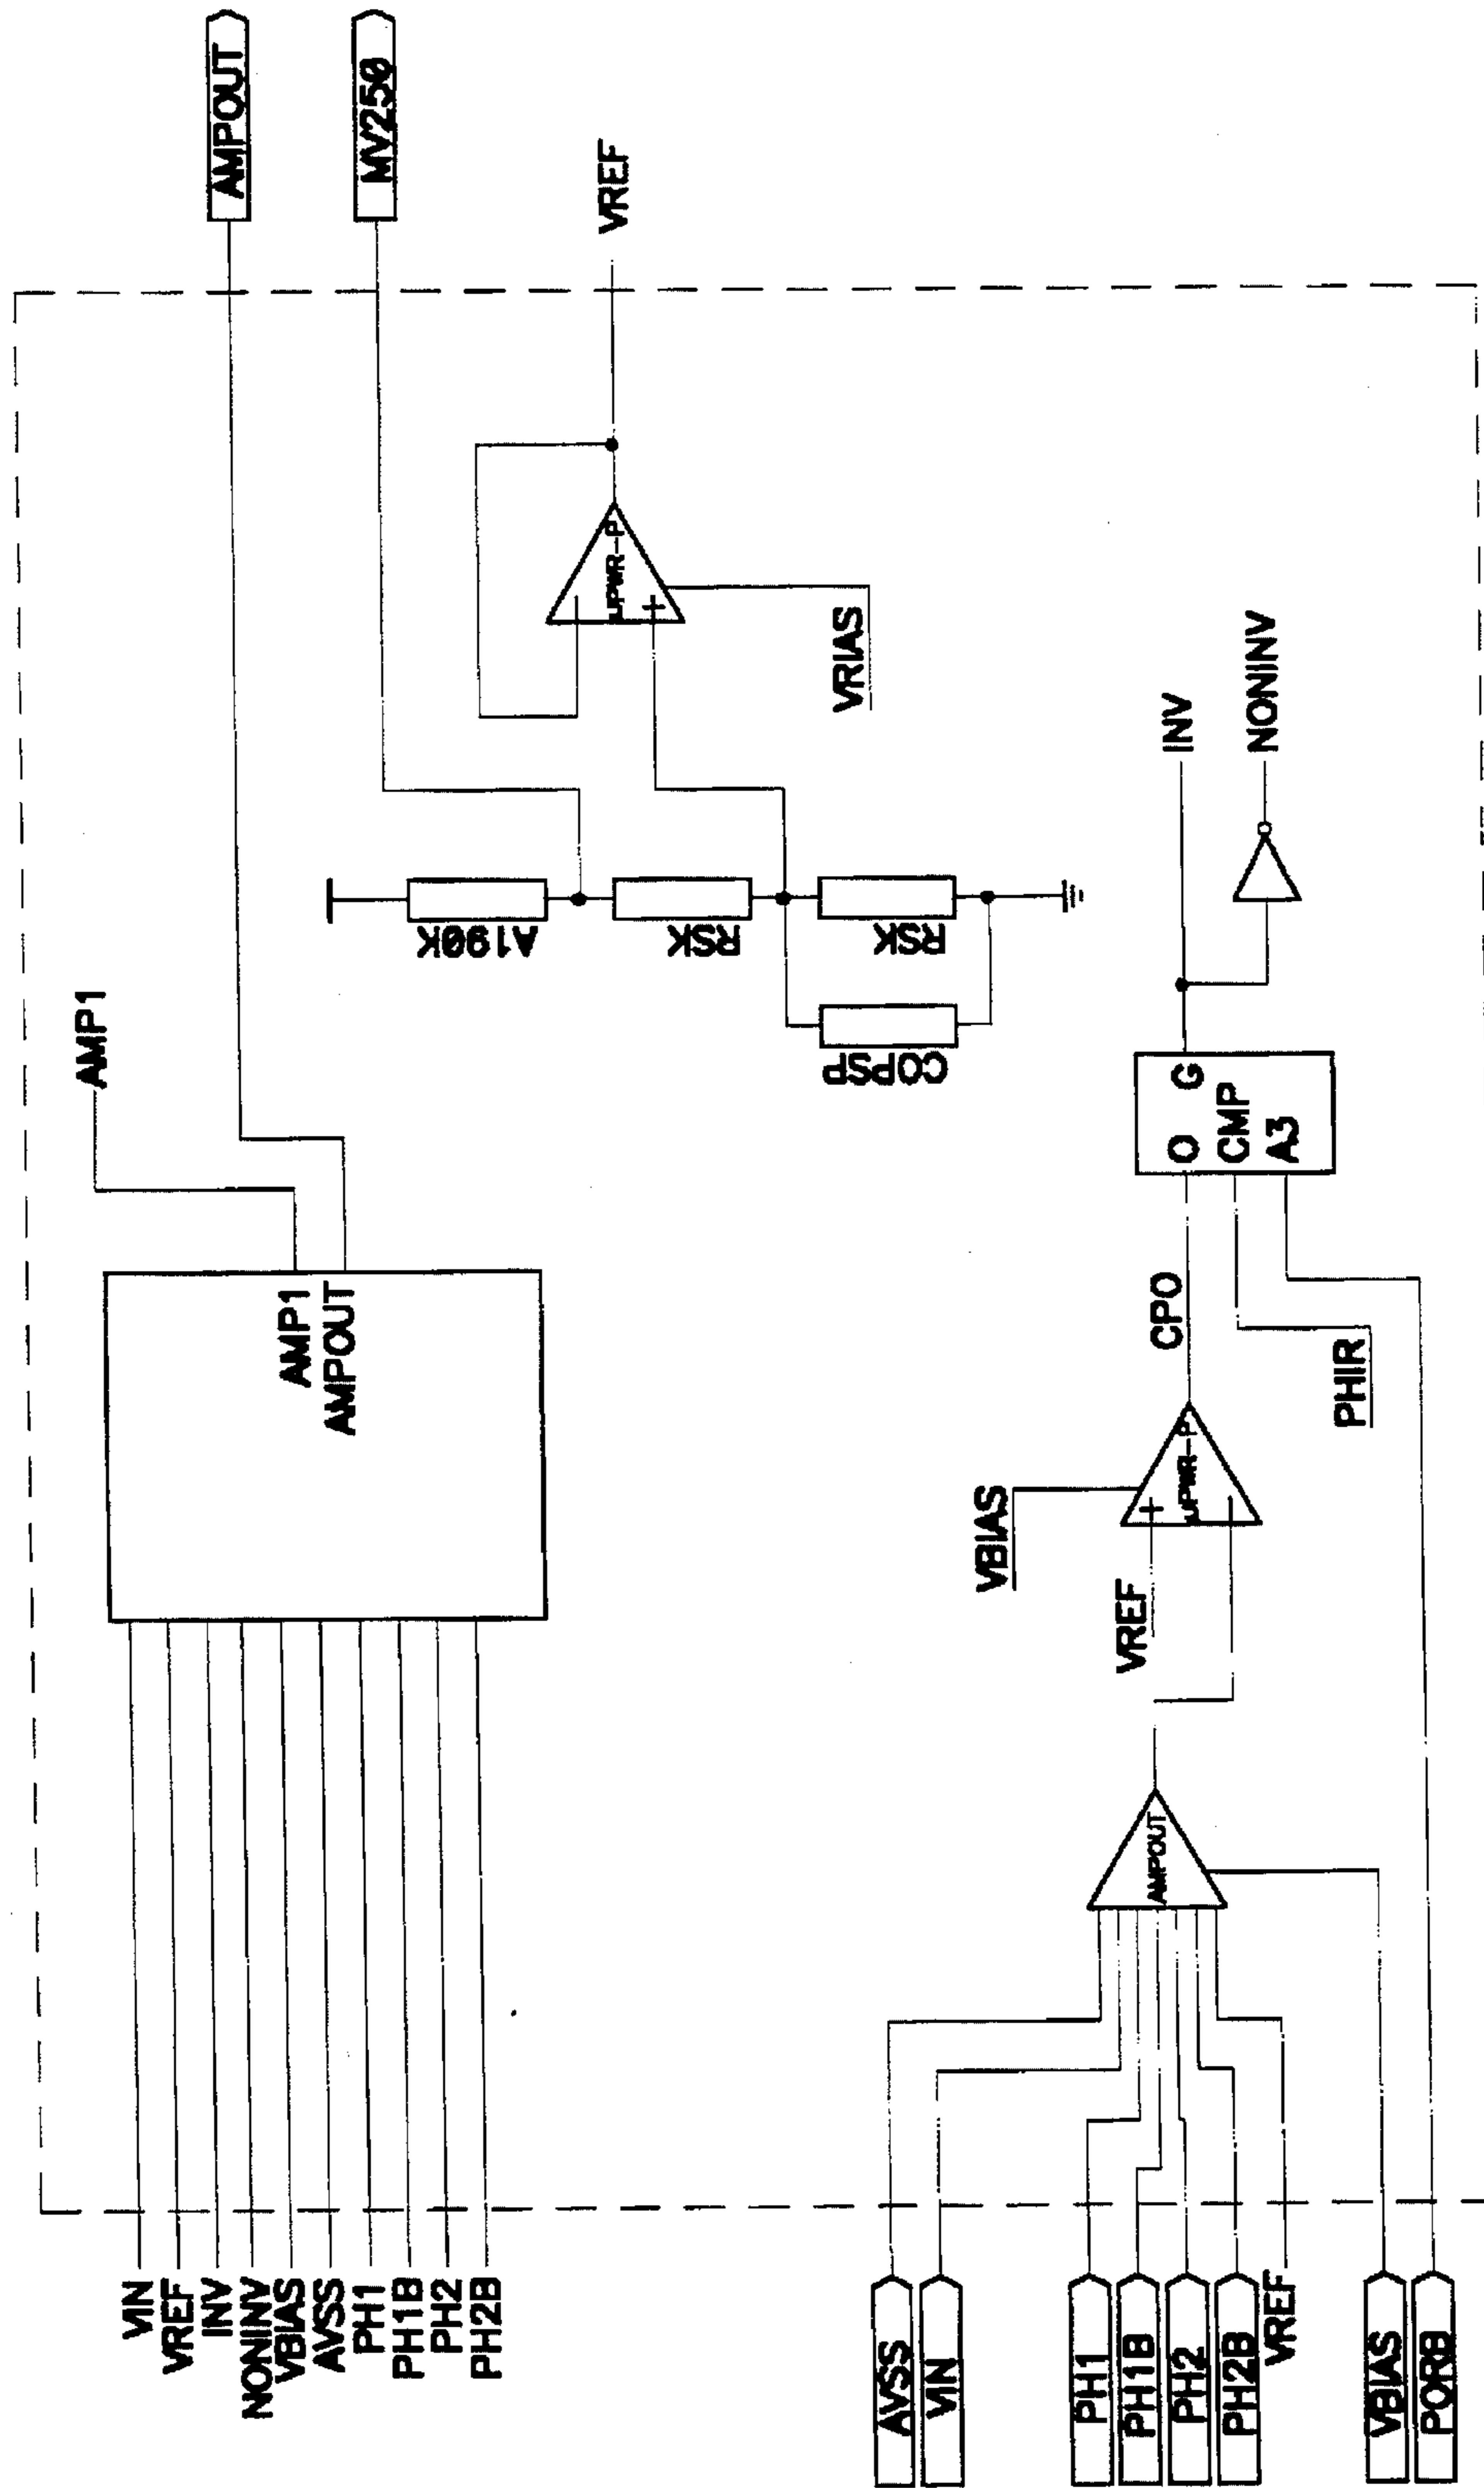 AMPOUT
MV250
AMP1
VIN
VREF
INV
NONINV
VBIAS
AVSS
PH1
PH1B
PH2
PH2B
AMP1
AMPOUT
A190K
RSK
RSK
COPSP
μPWR-P
-
+
VREF
VRIAS
AVSS
VIN
PH1
PH1B
PH2
PH2B
VREF
VBIAS
PORB
AMPOUT
VREF
VBIAS
+
μPWR-P
-
CPO
PHIR
O G
CMP
A3
INV
NONINV